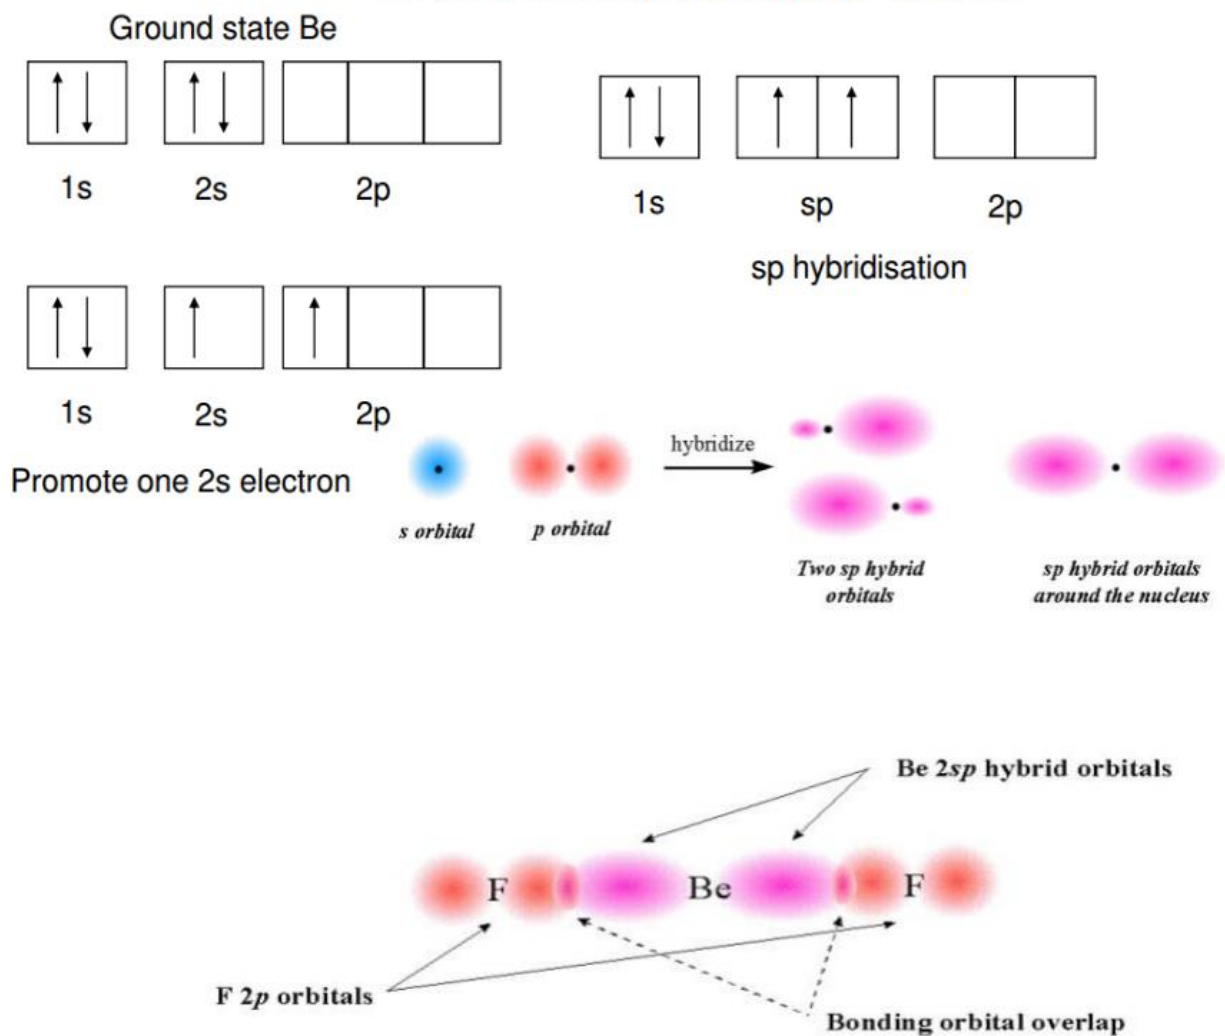 Ground state Be
1s
2s
2p
1s
sp
2p
sp hybridisation
1s
2s
2p
Promote one 2s electron
hybridize
s orbital
p orbital
Two sp hybrid
orbitals
sp hybrid orbitals
around the nucleus
Be 2sp hybrid orbitals
F
Be
F
F 2p orbitals
Bonding orbital overlap